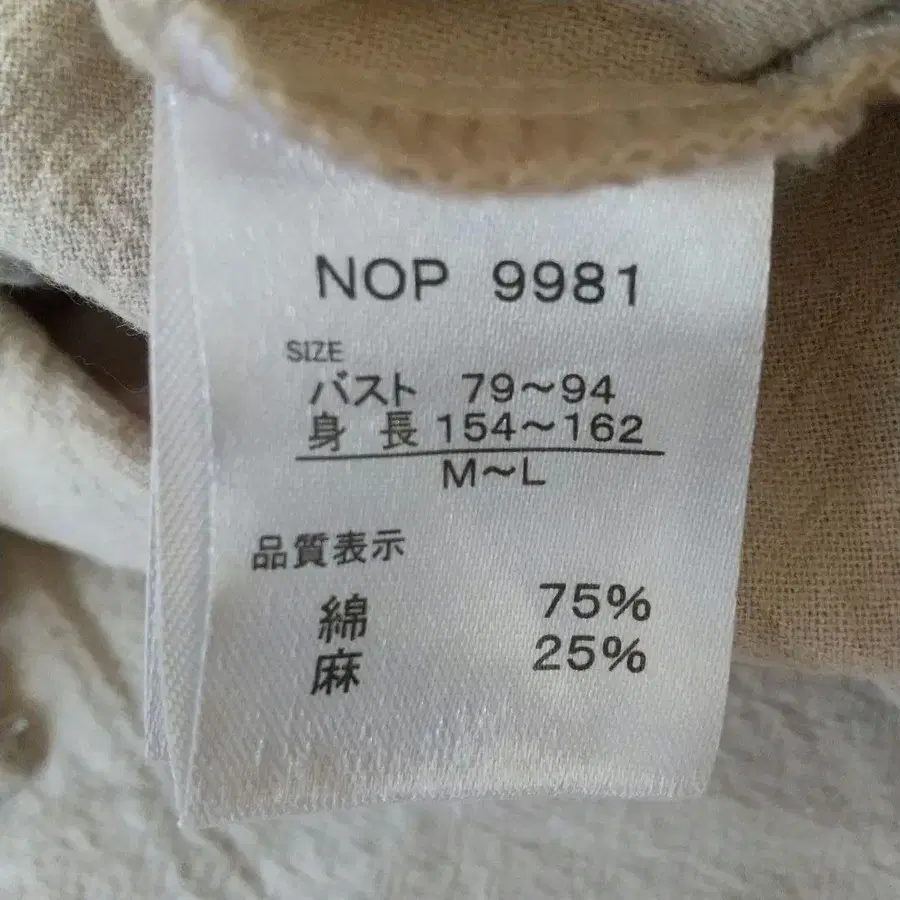 NOP 9981
SIZE
バスト 79～94
身 長 154～162
M～L
品質表示
綿 75%
麻 25%